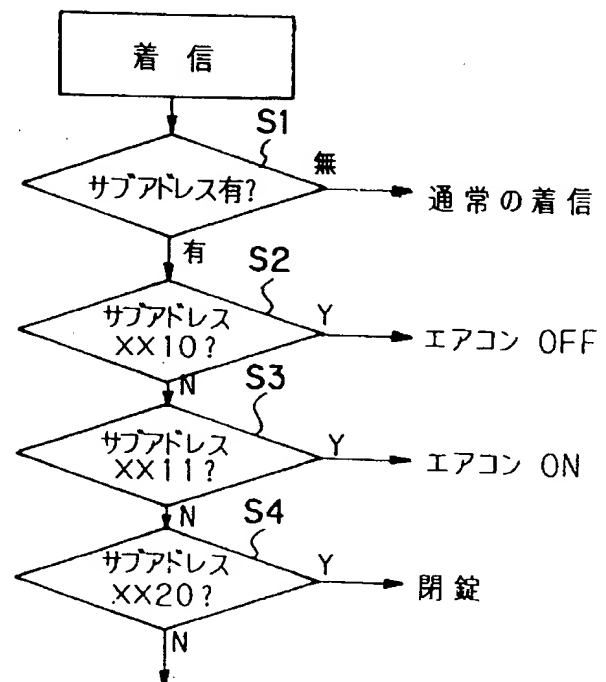 着信
S1
サブアドレス有?
無
通常の着信
有
S2
サブアドレス
XX10?
Y
エアコン OFF
N
S3
サブアドレス
XX11?
Y
エアコン ON
N
S4
サブアドレス
XX20?
Y
閉錠
N